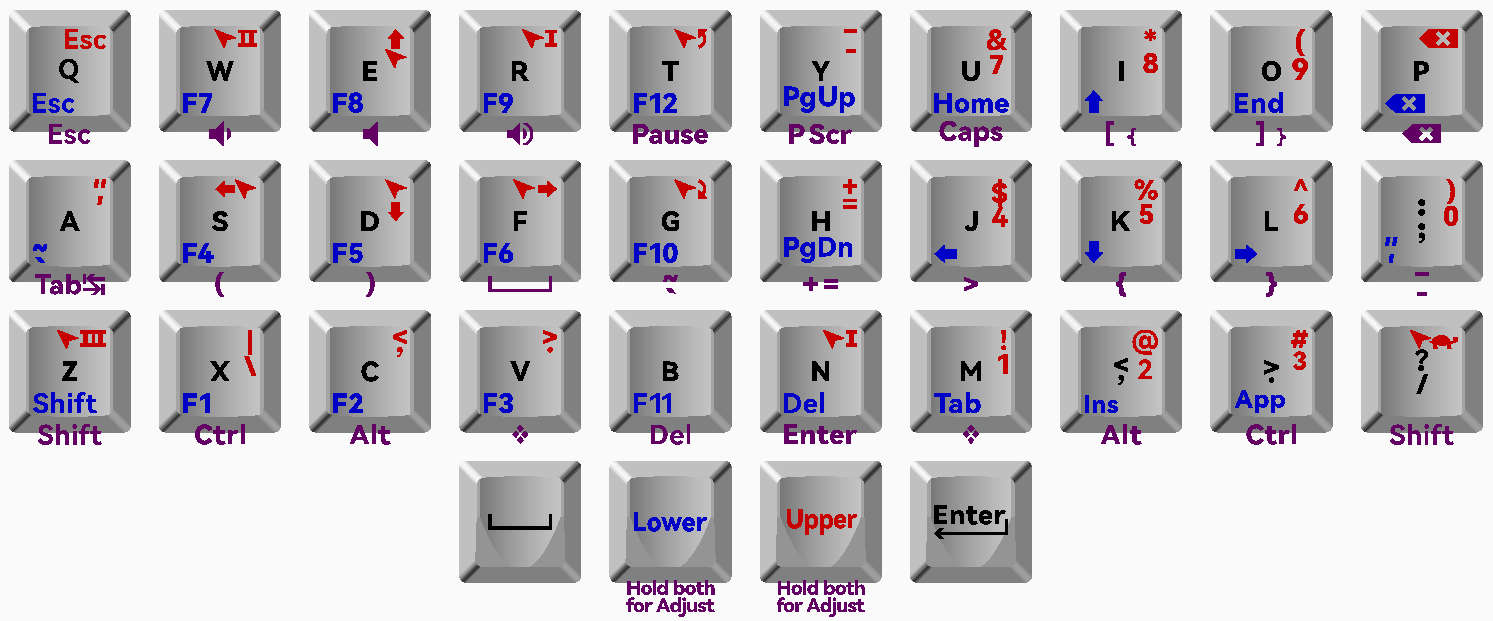 Esc
Q
Esc
Esc
II
W
F7
E
F8
I
R
F9
T
F12
Pause
_
-
Y
PgUp
P Scr
&
7
U
Home
Caps
*
8
I
[ {
(
9
O
End
] }
P
"
'
A
~
`
Tab
S
F4
(
D
F5
)
F
F6
G
F10
~
`
+
=
H
PgDn
+ =
$
4
J
>
%
5
K
{
^
6
L
}
)
0
:
;
"
'
_
-
III
Z
Shift
Shift
|
\
X
F1
Ctrl
<
,
C
F2
Alt
>
.
V
F3
B
F11
Del
I
N
Del
Enter
!
1
M
Tab
@
2
<
,
Ins
Alt
#
3
>
.
App
Ctrl
?
/
Shift
Lower
Hold both
for Adjust
Upper
Hold both
for Adjust
Enter